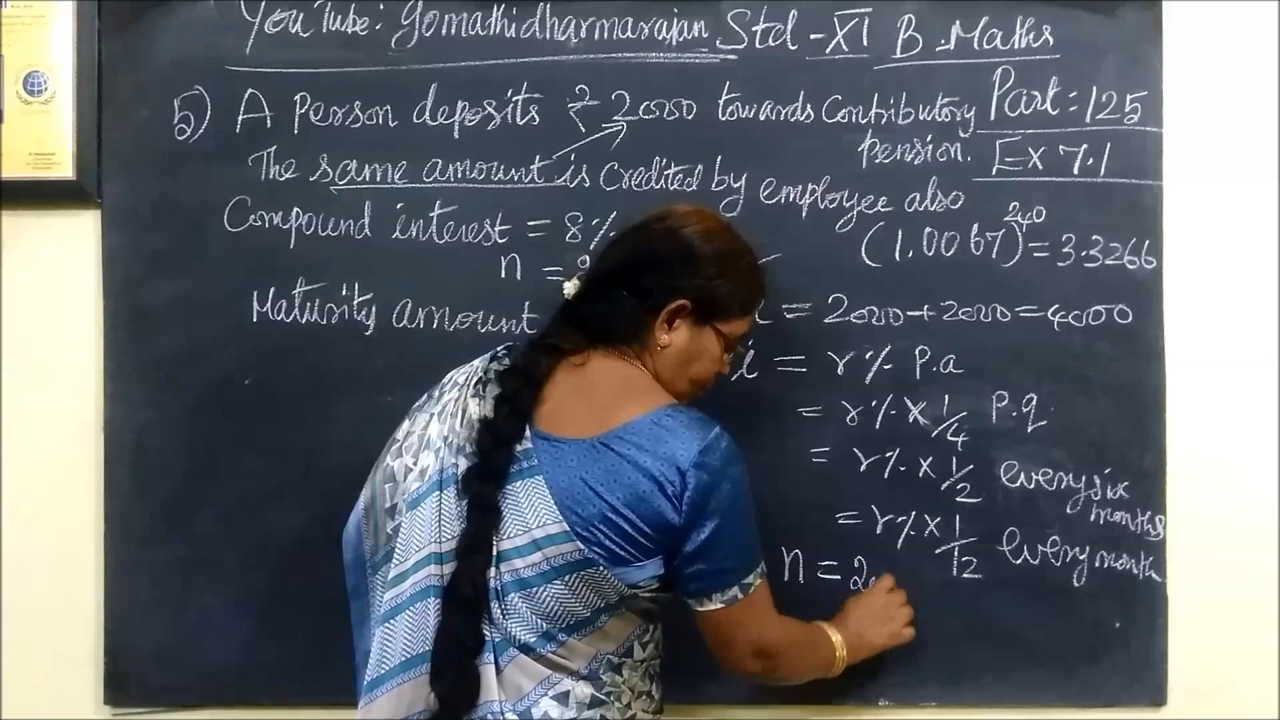 YouTube: gomathidharmarajan Std -XI B.Maths
Part: 125
Ex 7.1
5) A Person deposits ₹ 2000 towards Contributory pension.
The same amount is credited by employee also
Compound interest = 8%
n =
(1.0067)^240 = 3.3266
Maturity amount
= 2000+2000=4000
i = r% P.a
= r% x 1/4 P.q.
= r% x 1/2 every six months
= r% x 1/12 every month
n = 2